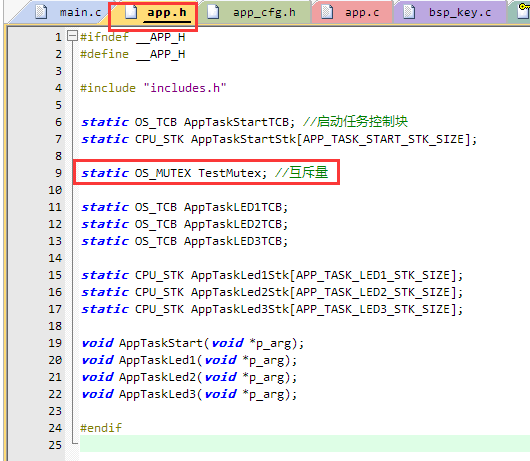 main.c app.h app_cfg.h app.c bsp_key.c
1 #ifndef __APP_H
2 #define __APP_H
3
4 #include "includes.h"
5
6 static OS_TCB AppTaskStartTCB; //启动任务控制块
7 static CPU_STK AppTaskStartStk[APP_TASK_START_STK_SIZE];
8
9 static OS_MUTEX TestMutex; //互斥量
10
11 static OS_TCB AppTaskLED1TCB;
12 static OS_TCB AppTaskLED2TCB;
13 static OS_TCB AppTaskLED3TCB;
14
15 static CPU_STK AppTaskLed1Stk[APP_TASK_LED1_STK_SIZE];
16 static CPU_STK AppTaskLed2Stk[APP_TASK_LED2_STK_SIZE];
17 static CPU_STK AppTaskLed3Stk[APP_TASK_LED3_STK_SIZE];
18
19 void AppTaskStart(void *p_arg);
20 void AppTaskLed1(void *p_arg);
21 void AppTaskLed2(void *p_arg);
22 void AppTaskLed3(void *p_arg);
23
24 #endif
25